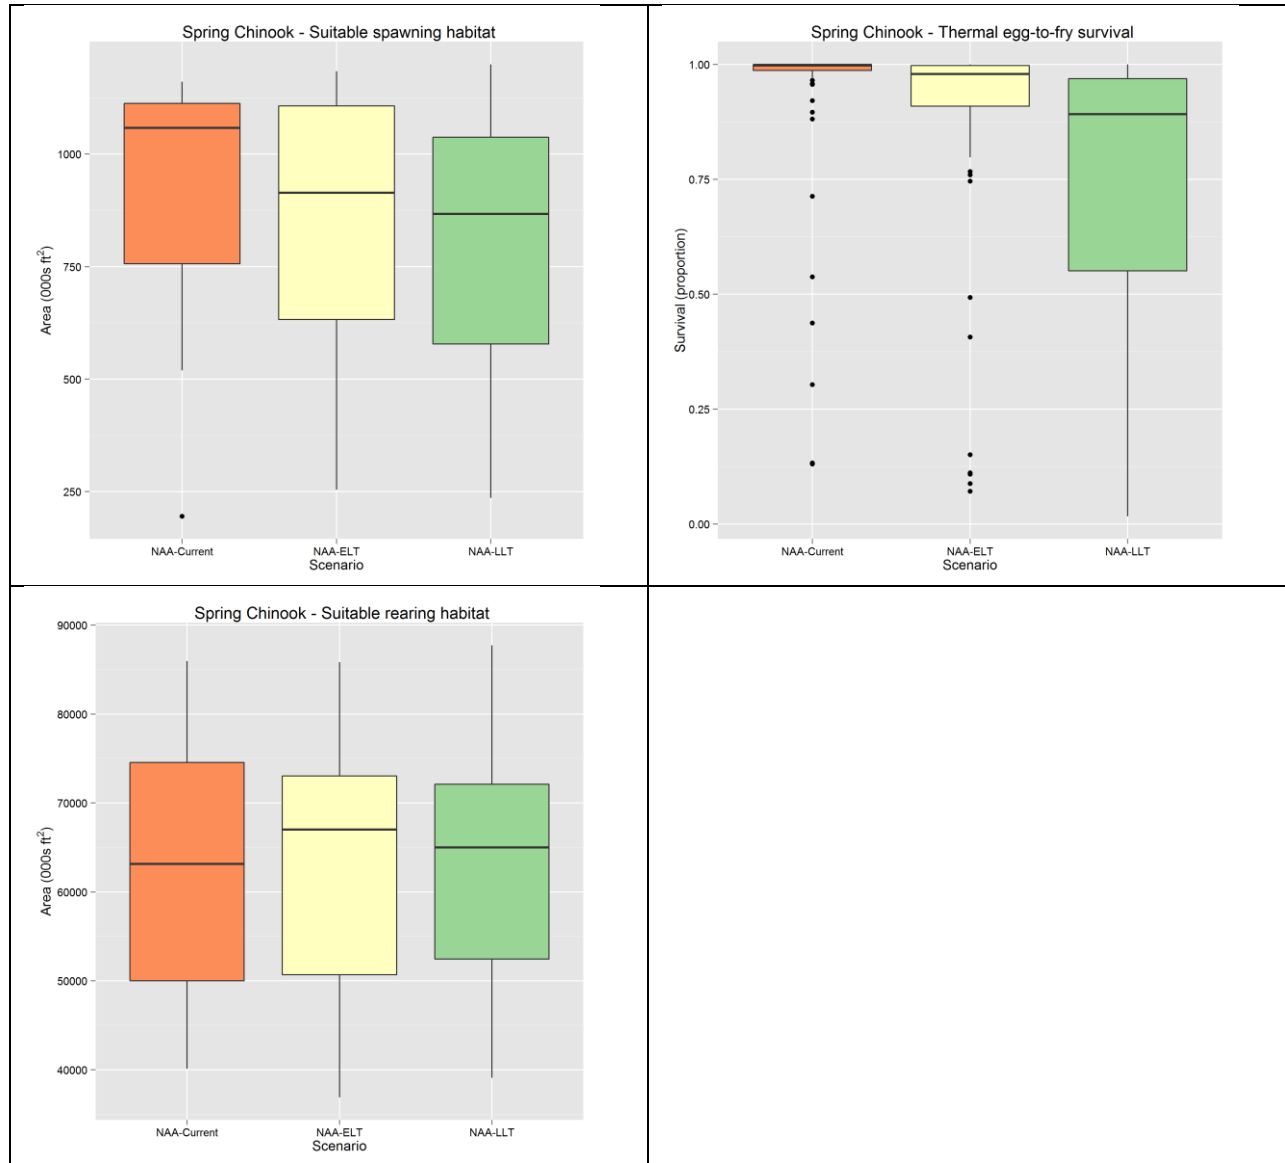 Spring Chinook - Suitable spawning habitat
Area (000s ft²)
1000
750
500
250
NAA-Current NAA-ELT NAA-LLT
Scenario
Spring Chinook - Thermal egg-to-fry survival
Survival (proportion)
1.00
0.75
0.50
0.25
0.00
NAA-Current NAA-ELT NAA-LLT
Scenario
Spring Chinook - Suitable rearing habitat
Area (000s ft²)
90000
80000
70000
60000
50000
40000
NAA-Current NAA-ELT NAA-LLT
Scenario